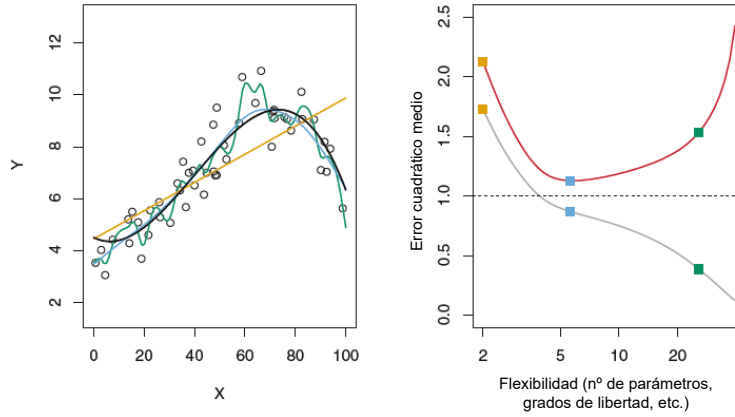 12
10
8
6
4
2
Y
0 20 40 60 80 100
X
2.5
2.0
1.5
1.0
0.5
0.0
Error cuadrático medio
2 5 10 20
Flexibilidad (nº de parámetros,
grados de libertad, etc.)